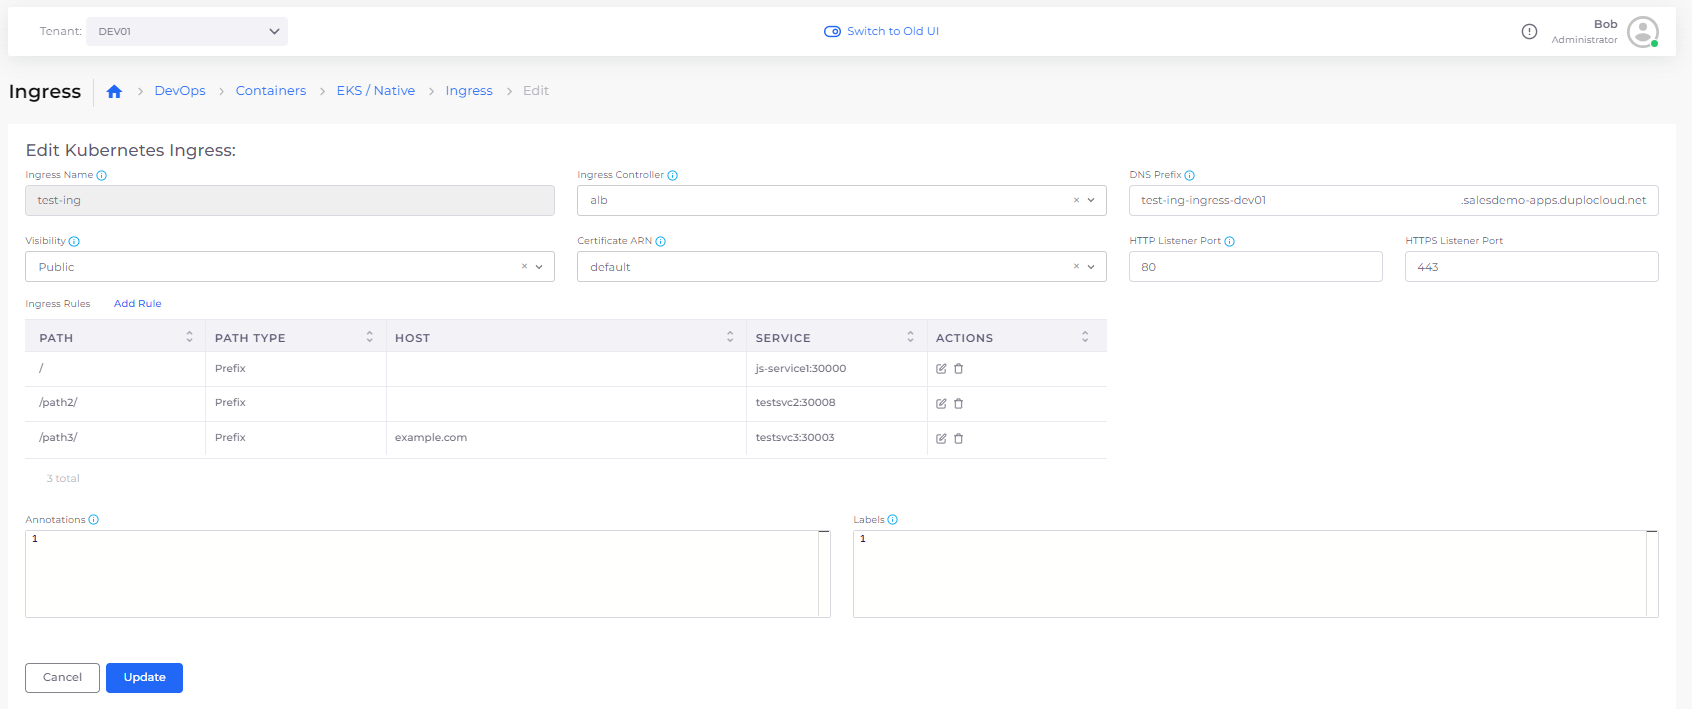 Tenant: DEV01 Switch to Old UI Bob
Administrator
Ingress DevOps Containers EKS / Native Ingress Edit
Edit Kubernetes Ingress:
Ingress Name Ingress Controller DNS Prefix
test-ing alb test-ing-ingress-dev01 .salesdemo-apps.duplocloud.net
Visibility Certificate ARN HTTP Listener Port HTTPS Listener Port
Public default 80 443
Ingress Rules Add Rule
PATH PATH TYPE HOST SERVICE ACTIONS
/ Prefix js-service1:30000
/path2/ Prefix testsvc2:30008
/path3/ Prefix example.com testsvc3:30003
3 total
Annotations Labels
1 1
Cancel Update